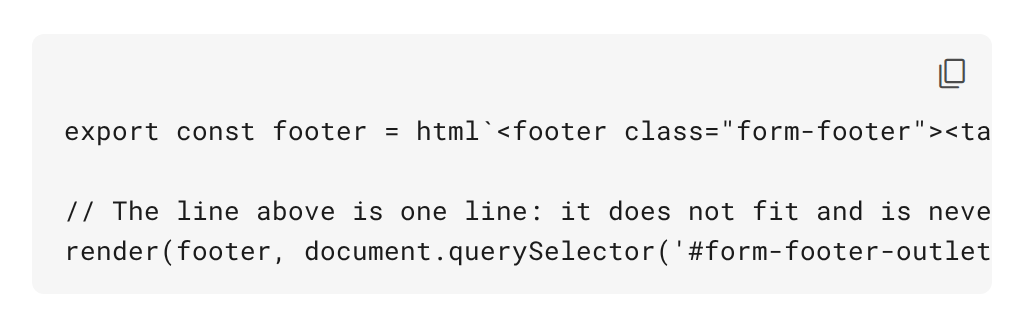 export const footer = html`<footer class="form-footer"><ta
// The line above is one line: it does not fit and is neve
render(footer, document.querySelector('#form-footer-outlet